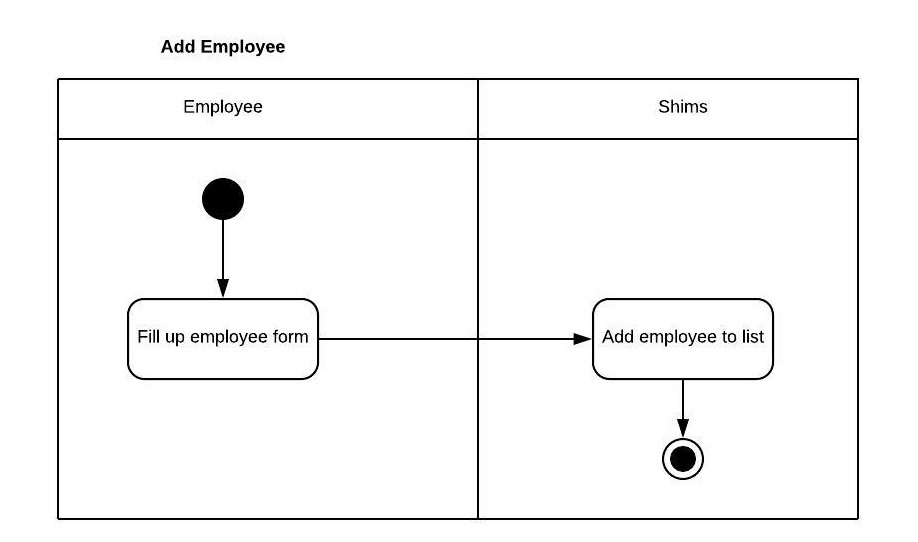 Add Employee
Employee
Shims
Fill up employee form
Add employee to list